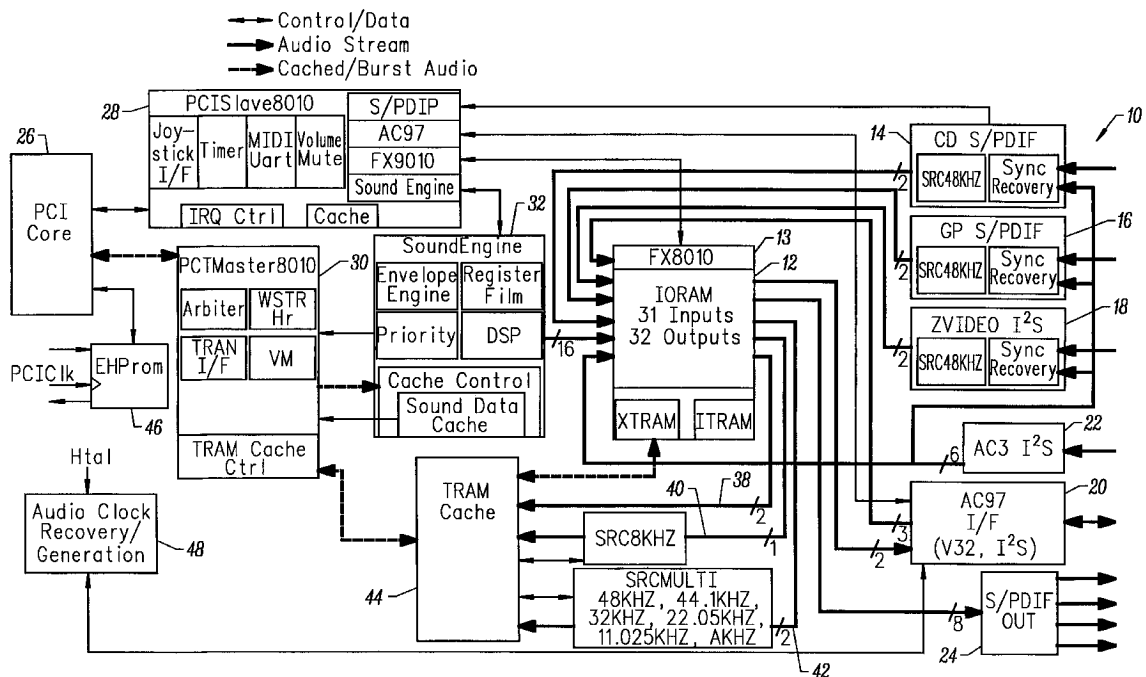 Control/Data
Audio Stream
Cached/Burst Audio
28
PCISlave8010
Joy-
stick
I/F
Timer
MIDI
Uart
Volume
Mute
S/PDIP
AC97
FX9010
Sound Engine
IRQ Ctrl
Cache
26
PCI
Core
PCTMaster8010
30
Arbiter
WSTR
Hr
TRAN
I/F
VM
TRAM Cache
Ctrl
32
SoundEngine
Envelope
Engine
Register
Film
Priority
DSP
16
Cache Control
Sound Data
Cache
PCIClk
EHProm
46
Htal
Audio Clock
Recovery/
Generation
48
13
FX8010
12
IORAM
31 Inputs
32 Outputs
XTRAM
ITRAM
10
14
CD S/PDIF
SRC48KHZ
Sync
Recovery
2
GP S/PDIF
16
SRC48KHZ
Sync
Recovery
2
ZVIDEO I²S
18
SRC48KHZ
Sync
Recovery
2
22
AC3 I²S
6
AC97
I/F
(V32, I²S)
20
3
2
S/PDIF
OUT
8
24
TRAM
Cache
44
38
2
40
SRC8KHZ
1
SRCMULTI
48KHZ, 44.1KHZ,
32KHZ, 22.05KHZ,
11.025KHZ, AKHZ
2
42